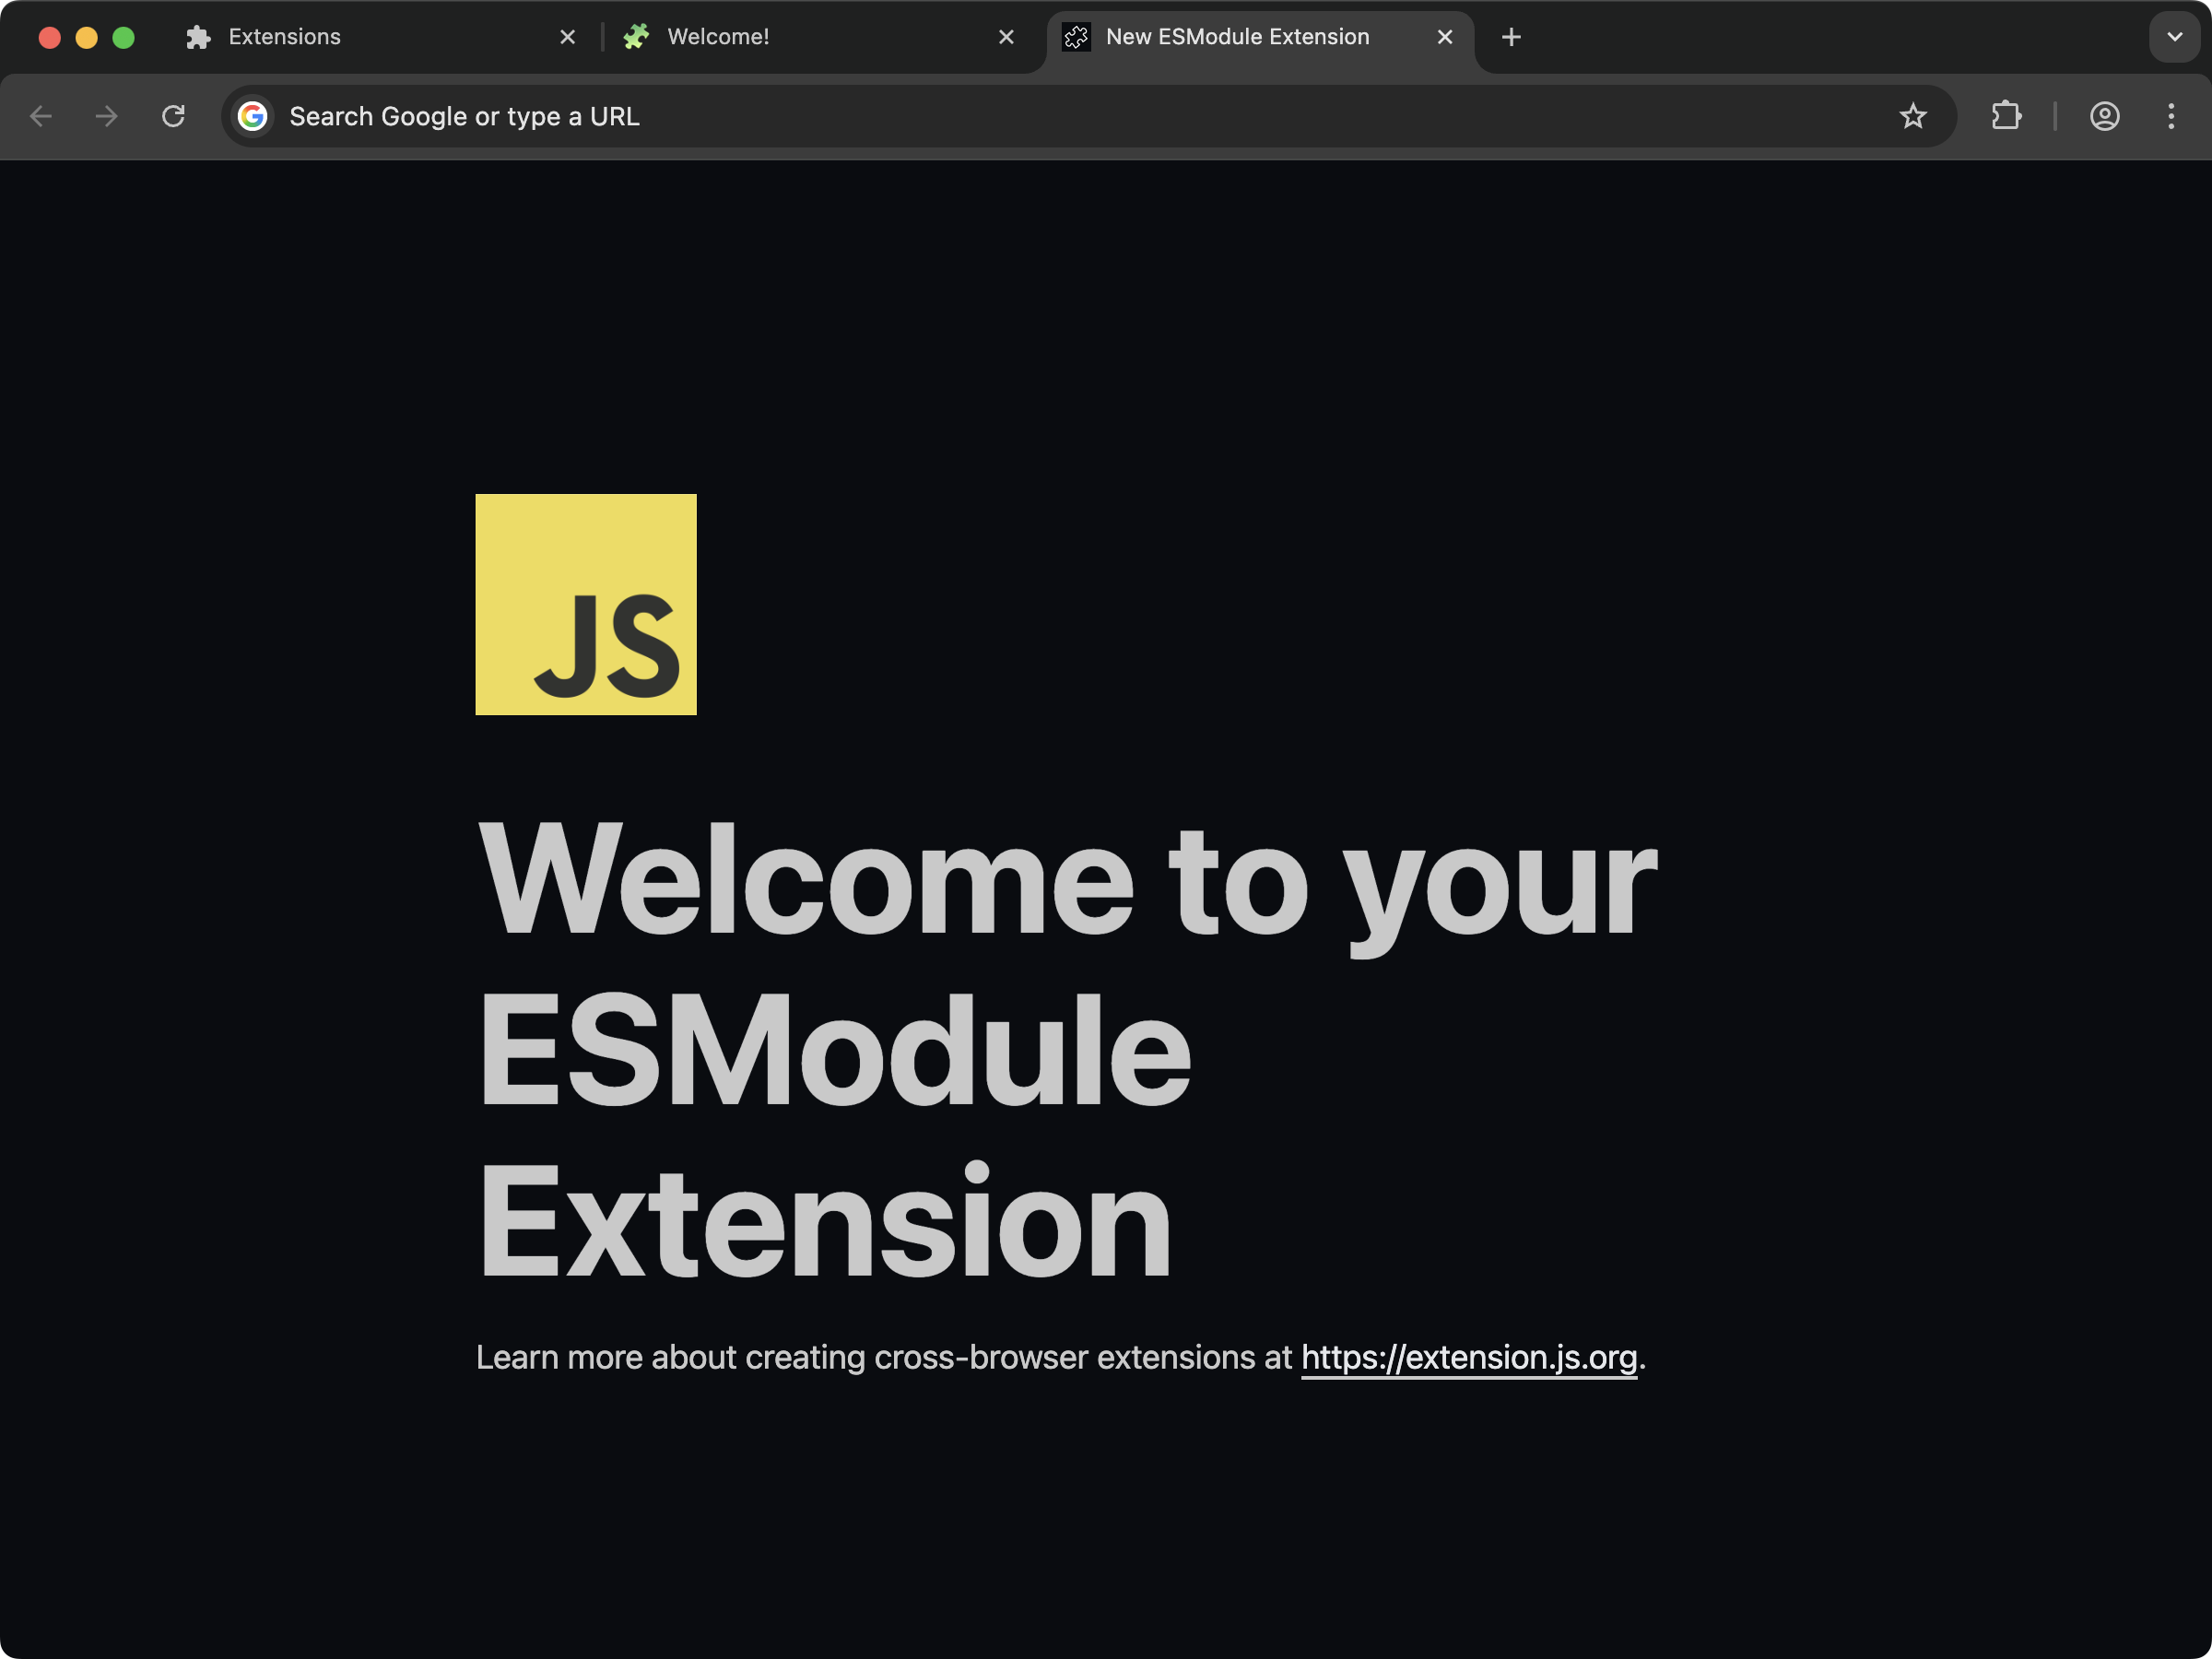 Extensions
Welcome!
New ESModule Extension
Search Google or type a URL
JS
Welcome to your
ESModule
Extension
Learn more about creating cross-browser extensions at https://extension.js.org.